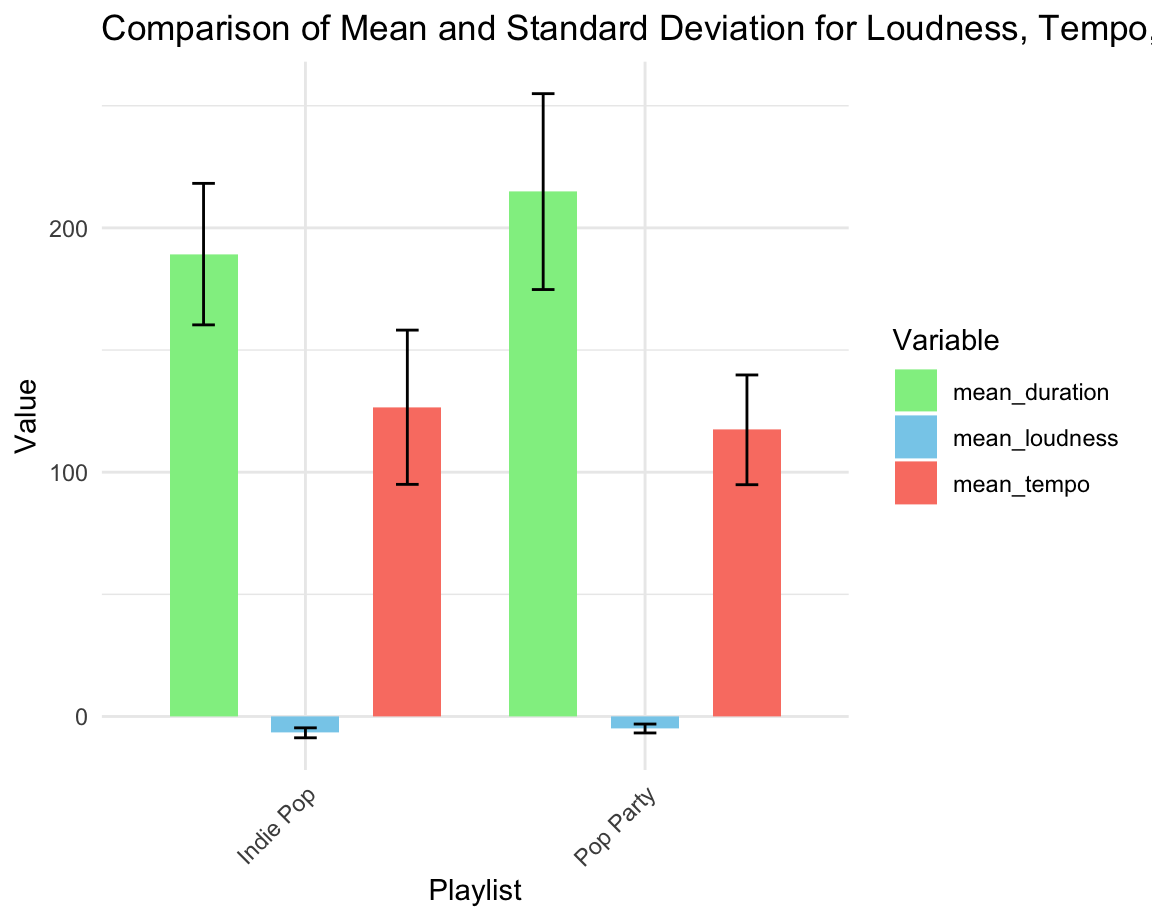 Comparison of Mean and Standard Deviation for Loudness, Tempo,
200
100
0
Value
Indie Pop
Pop Party
Playlist
Variable
mean_duration
mean_loudness
mean_tempo